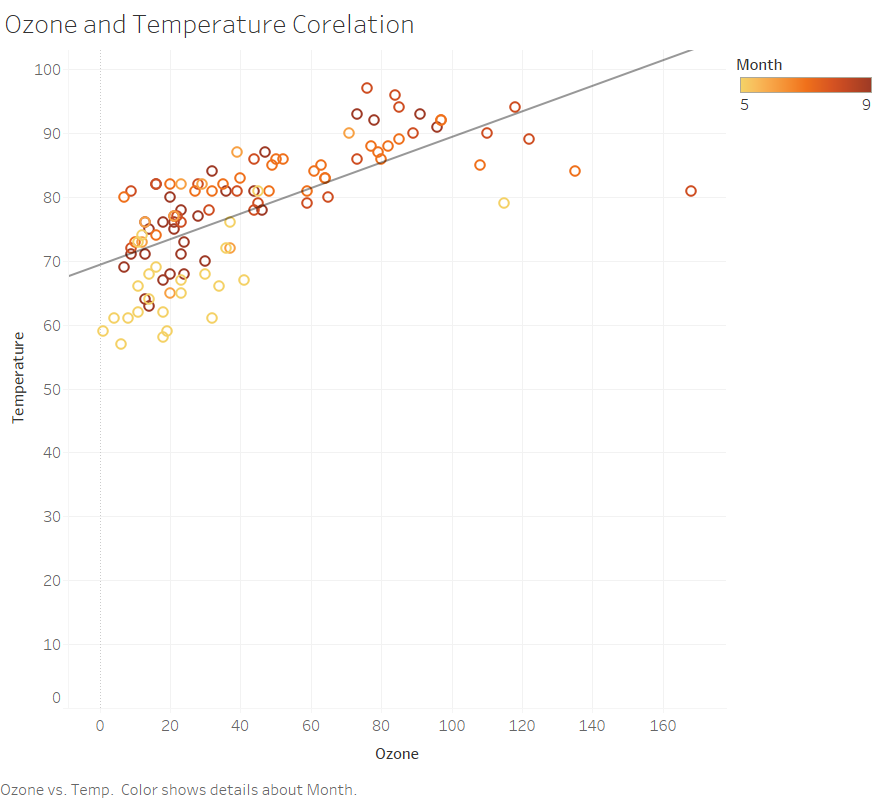 Ozone and Temperature Corelation
Month
5 9
100
90
80
70
60
50
40
30
20
10
0
Temperature
0 20 40 60 80 100 120 140 160
Ozone
Ozone vs. Temp. Color shows details about Month.